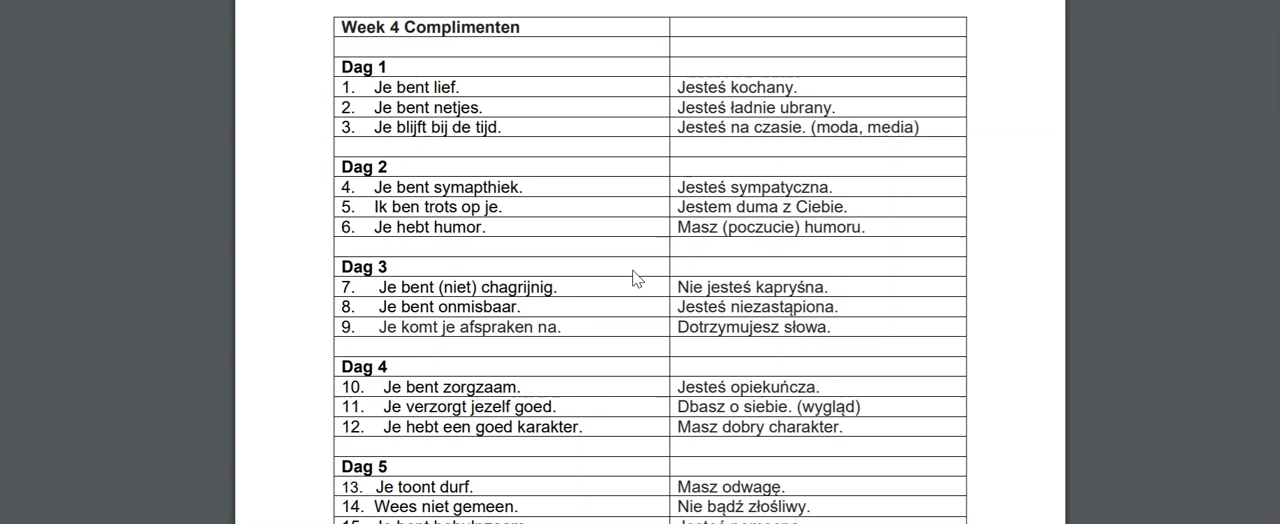 Week 4 Complimenten
Dag 1
1. Je bent lief. Jesteś kochany.
2. Je bent netjes. Jesteś ładnie ubrany.
3. Je blijft bij de tijd. Jesteś na czasie. (moda, media)
Dag 2
4. Je bent symapthiek. Jesteś sympatyczna.
5. Ik ben trots op je. Jestem duma z Ciebie.
6. Je hebt humor. Masz (poczucie) humoru.
Dag 3
7. Je bent (niet) chagrijnig. Nie jesteś kapryśna.
8. Je bent onmisbaar. Jesteś niezastąpiona.
9. Je komt je afspraken na. Dotrzymujesz słowa.
Dag 4
10. Je bent zorgzaam. Jesteś opiekuńcza.
11. Je verzorgt jezelf goed. Dbasz o siebie. (wygląd)
12. Je hebt een goed karakter. Masz dobry charakter.
Dag 5
13. Je toont durf. Masz odwagę.
14. Wees niet gemeen. Nie bądź złośliwy.